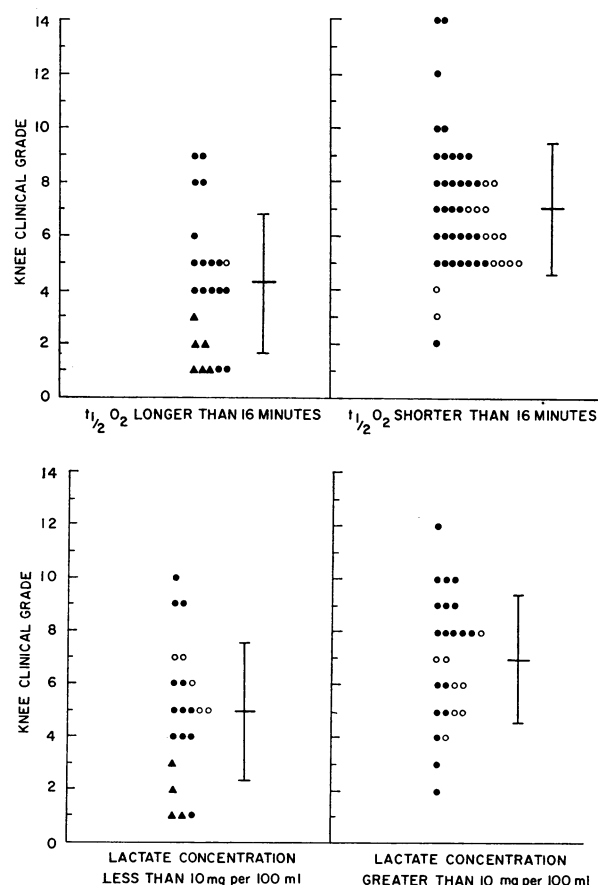 14
12
10
8
6
4
2
0
KNEE CLINICAL GRADE
t1/2 O2 LONGER THAN 16 MINUTES
t1/2 O2 SHORTER THAN 16 MINUTES
14
12
10
8
6
4
2
0
KNEE CLINICAL GRADE
LACTATE CONCENTRATION
LESS THAN 10 mg per 100 ml
LACTATE CONCENTRATION
GREATER THAN 10 mg per 100 ml